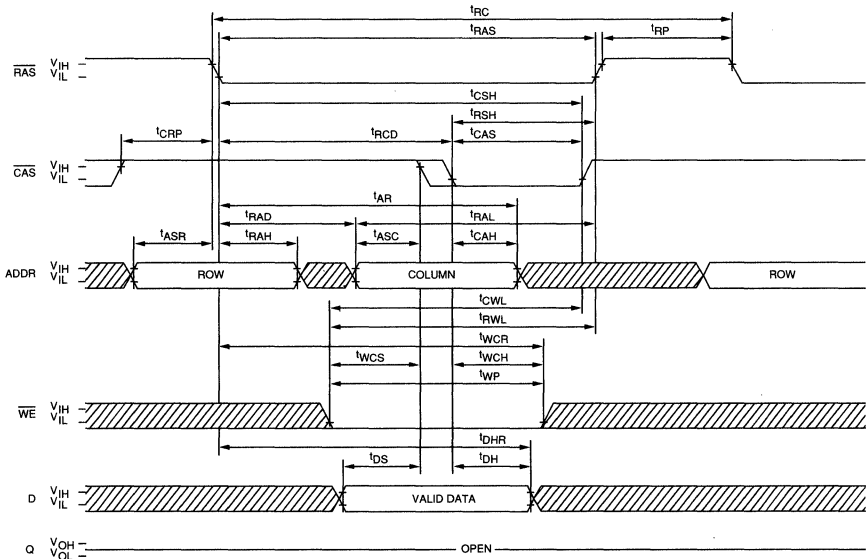 tRC
tRAS
tRP
RAS VIH
VIL
tCSH
tRSH
tCRP
tRCD
tCAS
CAS VIH
VIL
tAR
tRAD
tRAL
tASR
tRAH
tASC
tCAH
ADDR VIH
VIL
ROW
COLUMN
ROW
tCWL
tRWL
tWCR
tWCS
tWCH
tWP
WE VIH
VIL
tDHR
tDS
tDH
D VIH
VIL
VALID DATA
Q VOH
VOL
OPEN